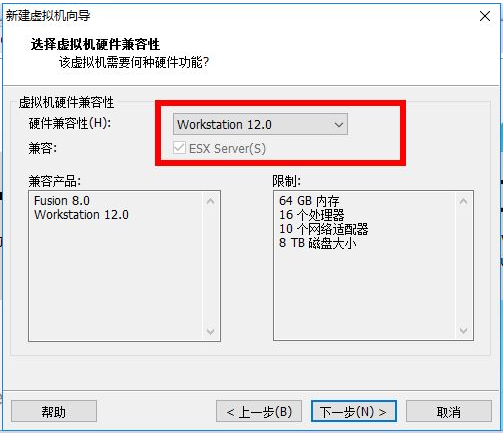 新建虚拟机向导
选择虚拟机硬件兼容性
该虚拟机需要何种硬件功能?
虚拟机硬件兼容性
硬件兼容性(H): Workstation 12.0
兼容: ESX Server(S)
兼容产品:
Fusion 8.0
Workstation 12.0
限制:
64 GB 内存
16 个处理器
10 个网络适配器
8 TB 磁盘大小
帮助 < 上一步(B) 下一步(N) > 取消